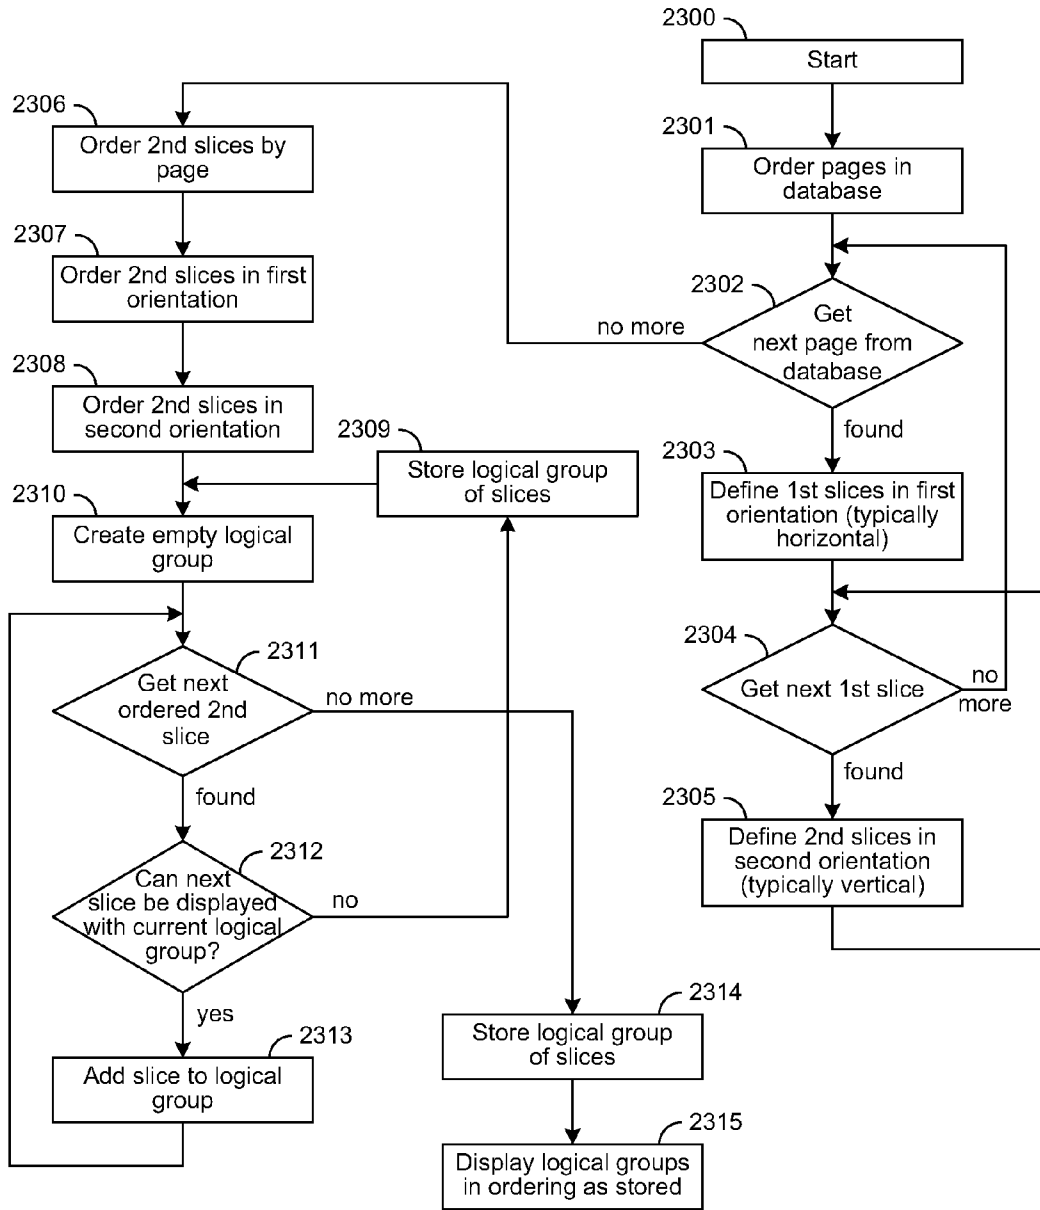 2300
Start
2301
Order pages in
database
2302
Get
next page from
database
no more
found
2303
Define 1st slices in first
orientation (typically
horizontal)
2304
Get next 1st slice
no
more
found
2305
Define 2nd slices in
second orientation
(typically vertical)
2306
Order 2nd slices by
page
2307
Order 2nd slices in first
orientation
2308
Order 2nd slices in
second orientation
2309
Store logical group
of slices
2310
Create empty logical
group
2311
Get next
ordered 2nd
slice
no more
found
2312
Can next
slice be displayed
with current logical
group?
no
yes
2313
Add slice to logical
group
2314
Store logical group
of slices
2315
Display logical groups
in ordering as stored